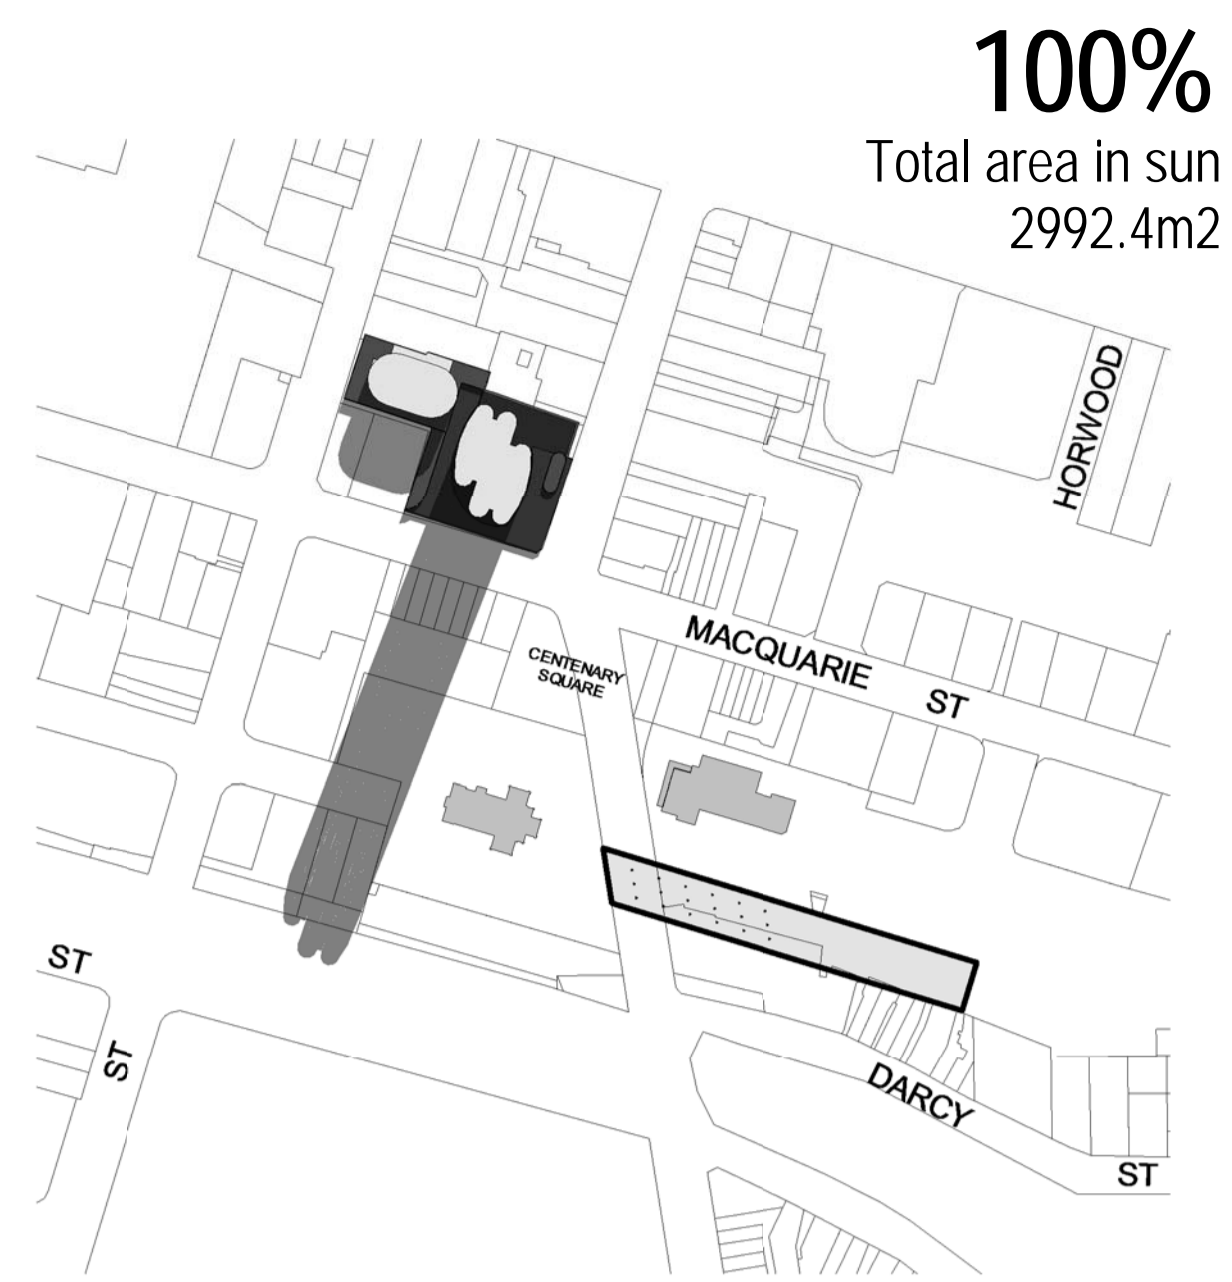 100%
Total area in sun
2992.4m2
HORWOOD
MACQUARIE
ST
CENTENARY
SQUARE
ST
ST
DARCY
ST